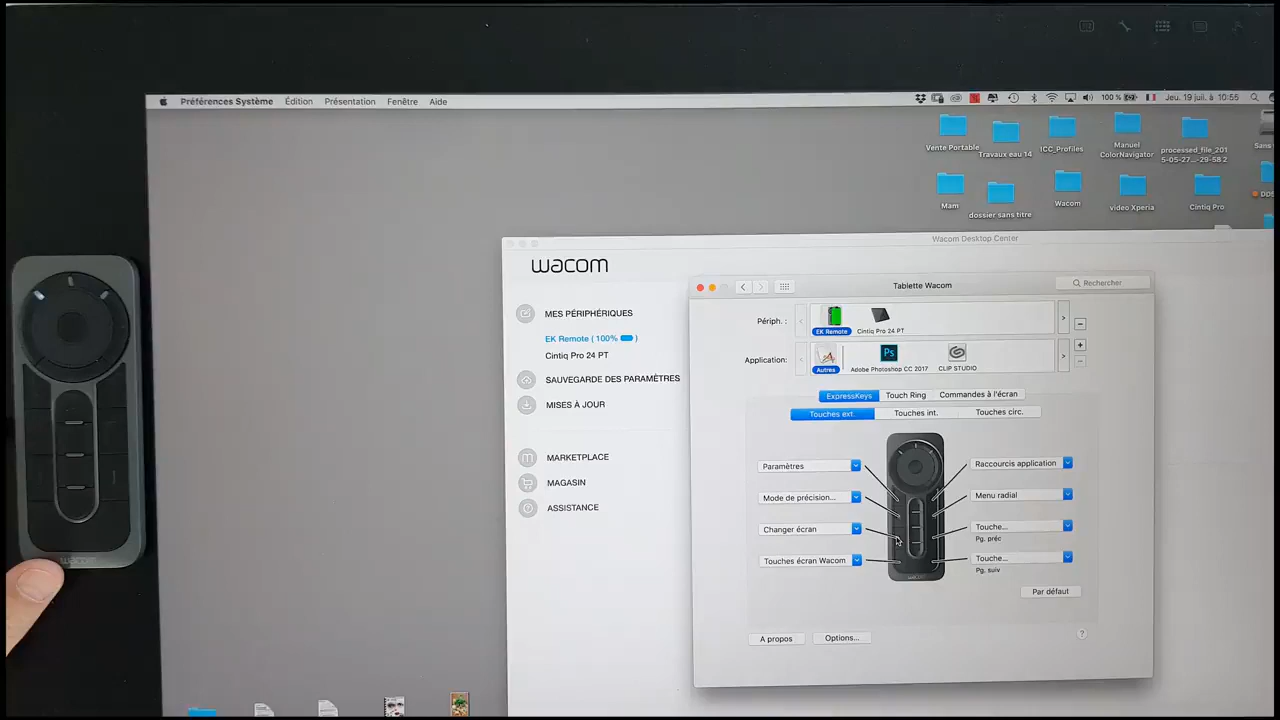 Préférences Système Édition Présentation Fenêtre Aide
100 % Jeu. 19 juil. à 10:55
Vente Portable
Travaux eau 14
ICC_Profiles
Manuel
ColorNavigator
processed_file_201
5-05-27...-29-58 2
Mam
dossier sans titre
Wacom
video Xperia
Cintiq Pro
Wacom Desktop Center
wacom
MES PÉRIPHÉRIQUES
EK Remote ( 100% )
Cintiq Pro 24 PT
SAUVEGARDE DES PARAMÈTRES
MISES À JOUR
MARKETPLACE
MAGASIN
ASSISTANCE
Tablette Wacom
Rechercher
Périph. :
EK Remote
Cintiq Pro 24 PT
Application:
Autres
Ps
Adobe Photoshop CC 2017
CLIP STUDIO
ExpressKeys Touch Ring Commandes à l'écran
Touches ext. Touches int. Touches circ.
Paramètres
Raccourcis application
Mode de précision...
Menu radial
Changer écran
Touche...
Pg. préc
Touches écran Wacom
Touche...
Pg. suiv
Par défaut
A propos
Options...
?
wacom